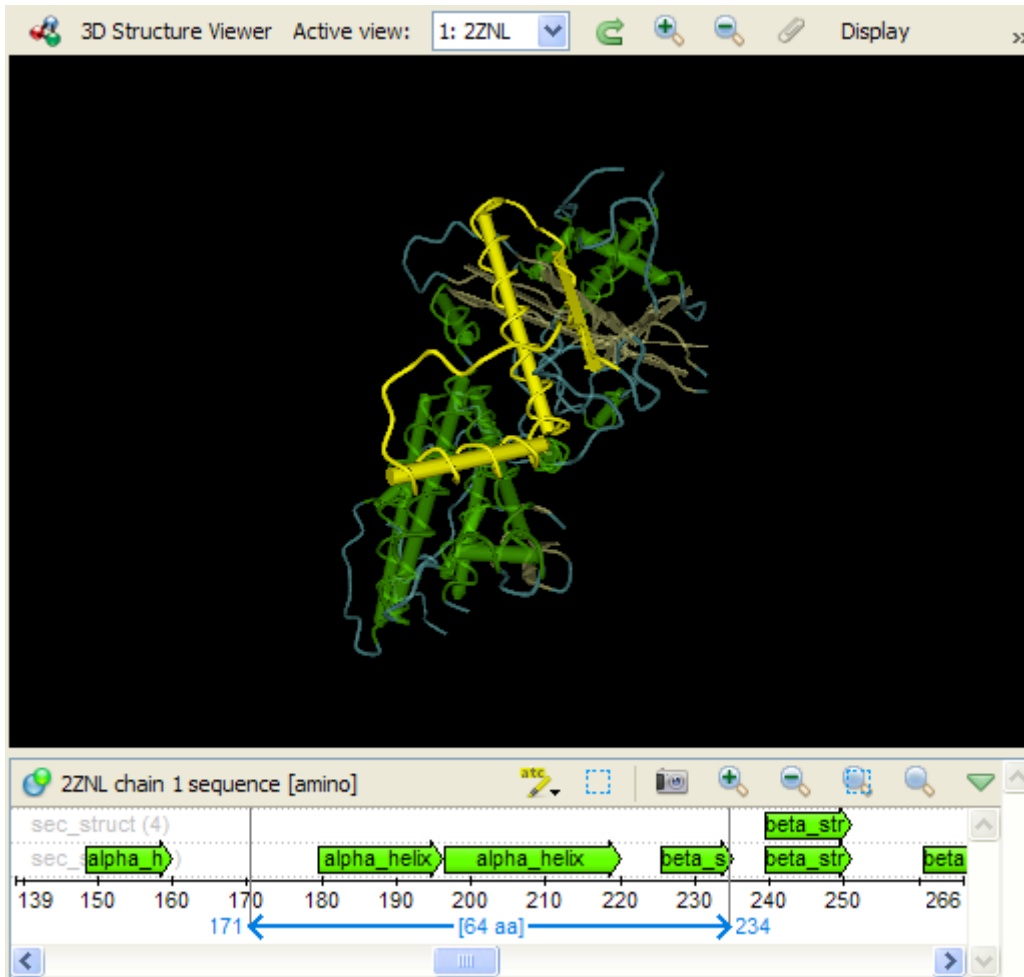 3D Structure Viewer Active view: 1: 2ZNL Display »
2ZNL chain 1 sequence [amino] atc
sec_struct (4)
beta_str
sec_s )
alpha_h alpha_helix alpha_helix beta_s beta_str beta
139 150 160 170 180 190 200 210 220 230 240 250 266
171 [64 aa] 234